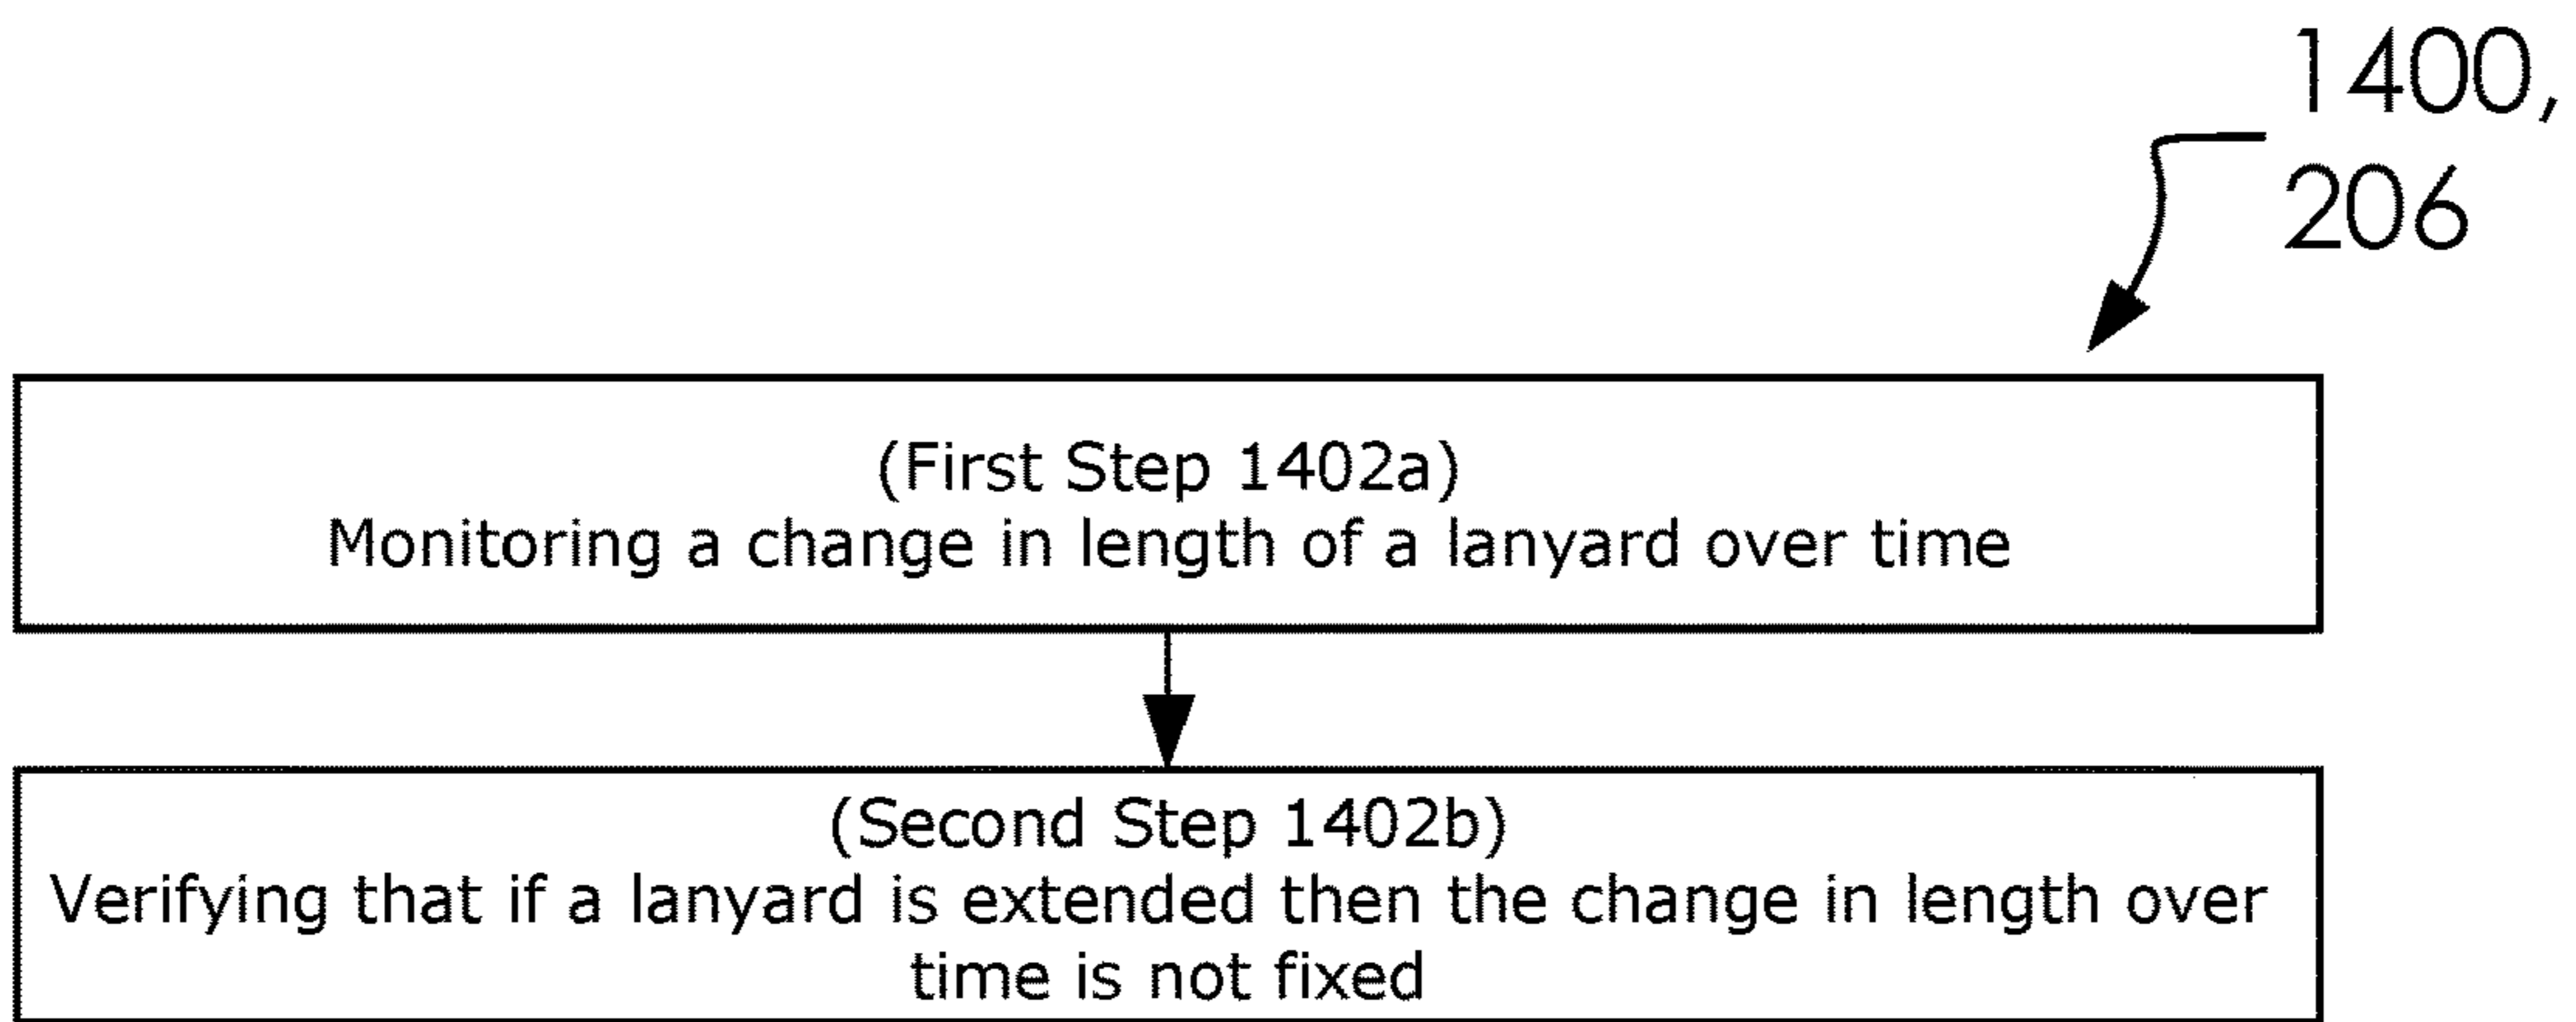 1400,
206
(First Step 1402a)
Monitoring a change in length of a lanyard over time
(Second Step 1402b)
Verifying that if a lanyard is extended then the change in length over
time is not fixed